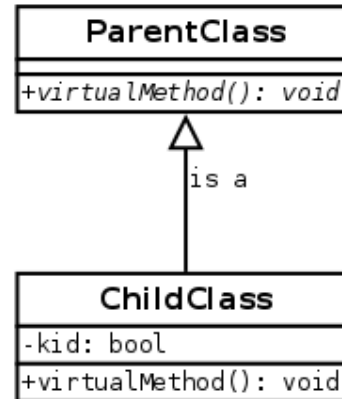 ParentClass
+virtualMethod(): void
is a
ChildClass
-kid: bool
+virtualMethod(): void